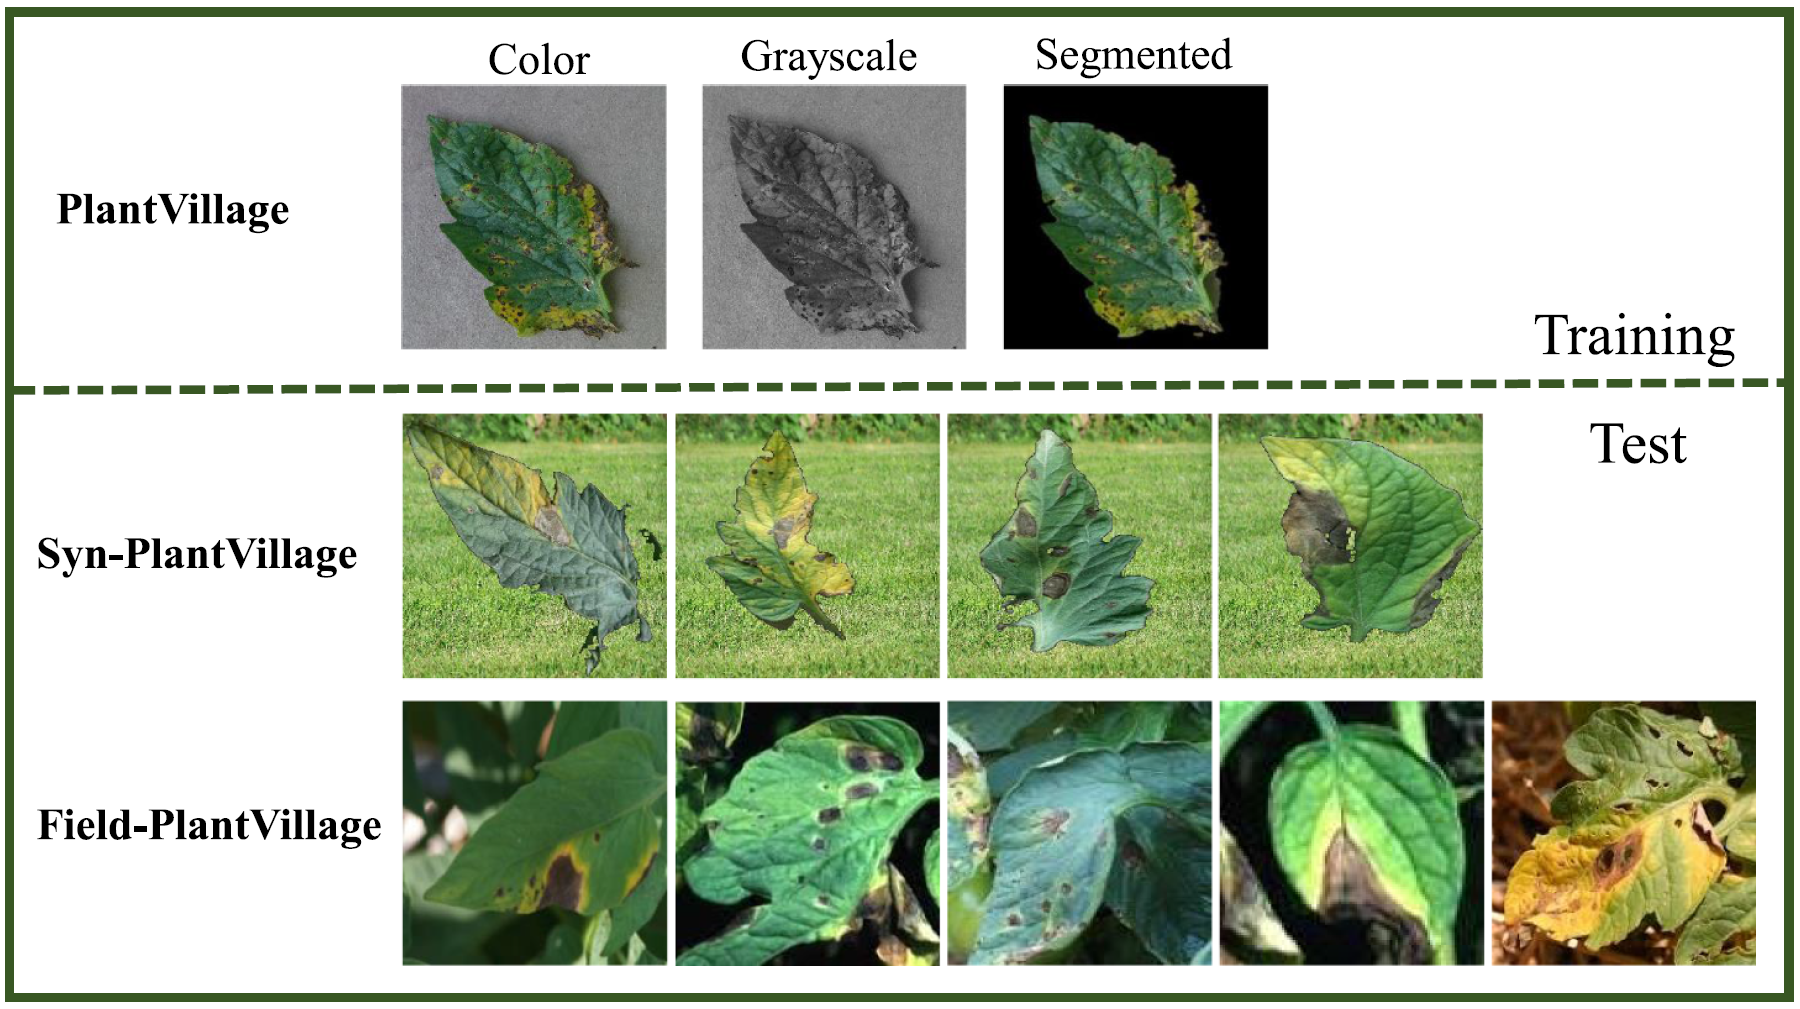 Color
Grayscale
Segmented
PlantVillage
Training
Test
Syn-PlantVillage
Field-PlantVillage